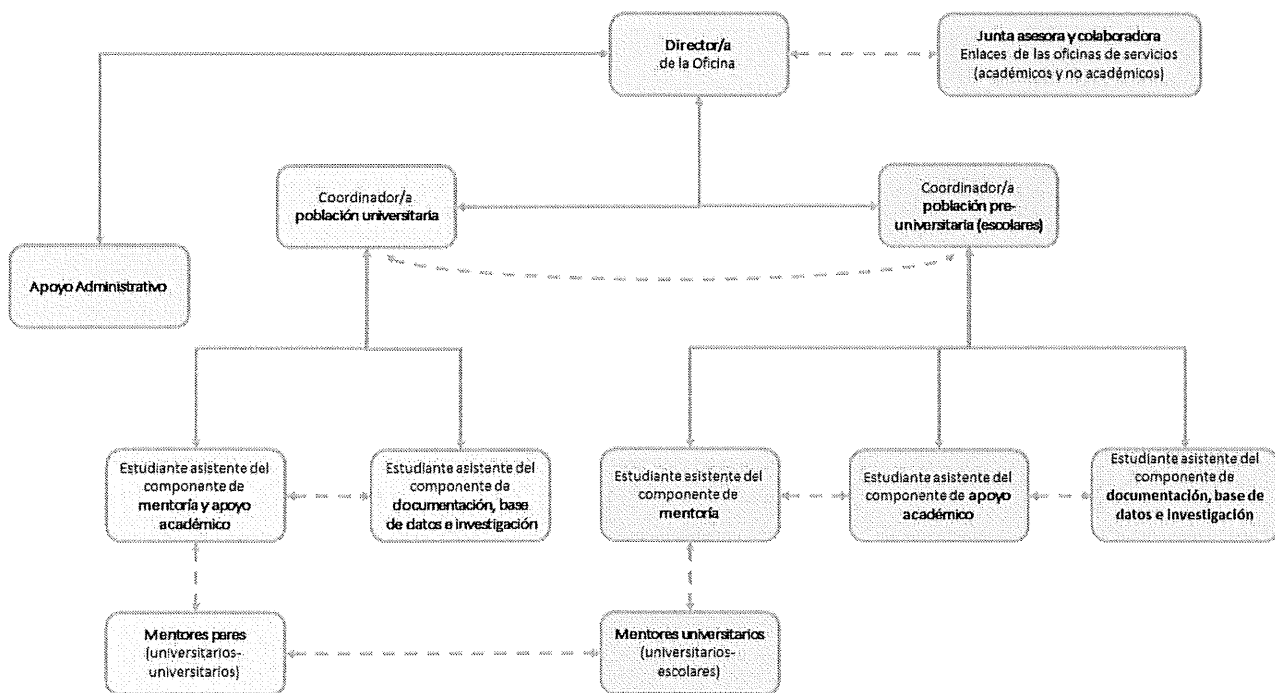 Director/a
de la Oficina
Junta asesora y colaboradora
Enlaces de las oficinas de servicios
(académicos y no académicos)
Coordinador/a
población universitaria
Coordinador/a
población pre-
universitaria (escolares)
Apoyo Administrativo
Estudiante asistente del
componente de
mentoría y apoyo
académico
Estudiante asistente del
componente de
documentación, base
de datos e investigación
Estudiante asistente del
componente de
mentoría
Estudiante asistente del
componente de apoyo
académico
Estudiante asistente del
componente de
documentación, base de
datos e investigación
Mentores pares
(universitarios-
universitarios)
Mentores universitarios
(universitarios-
escolares)